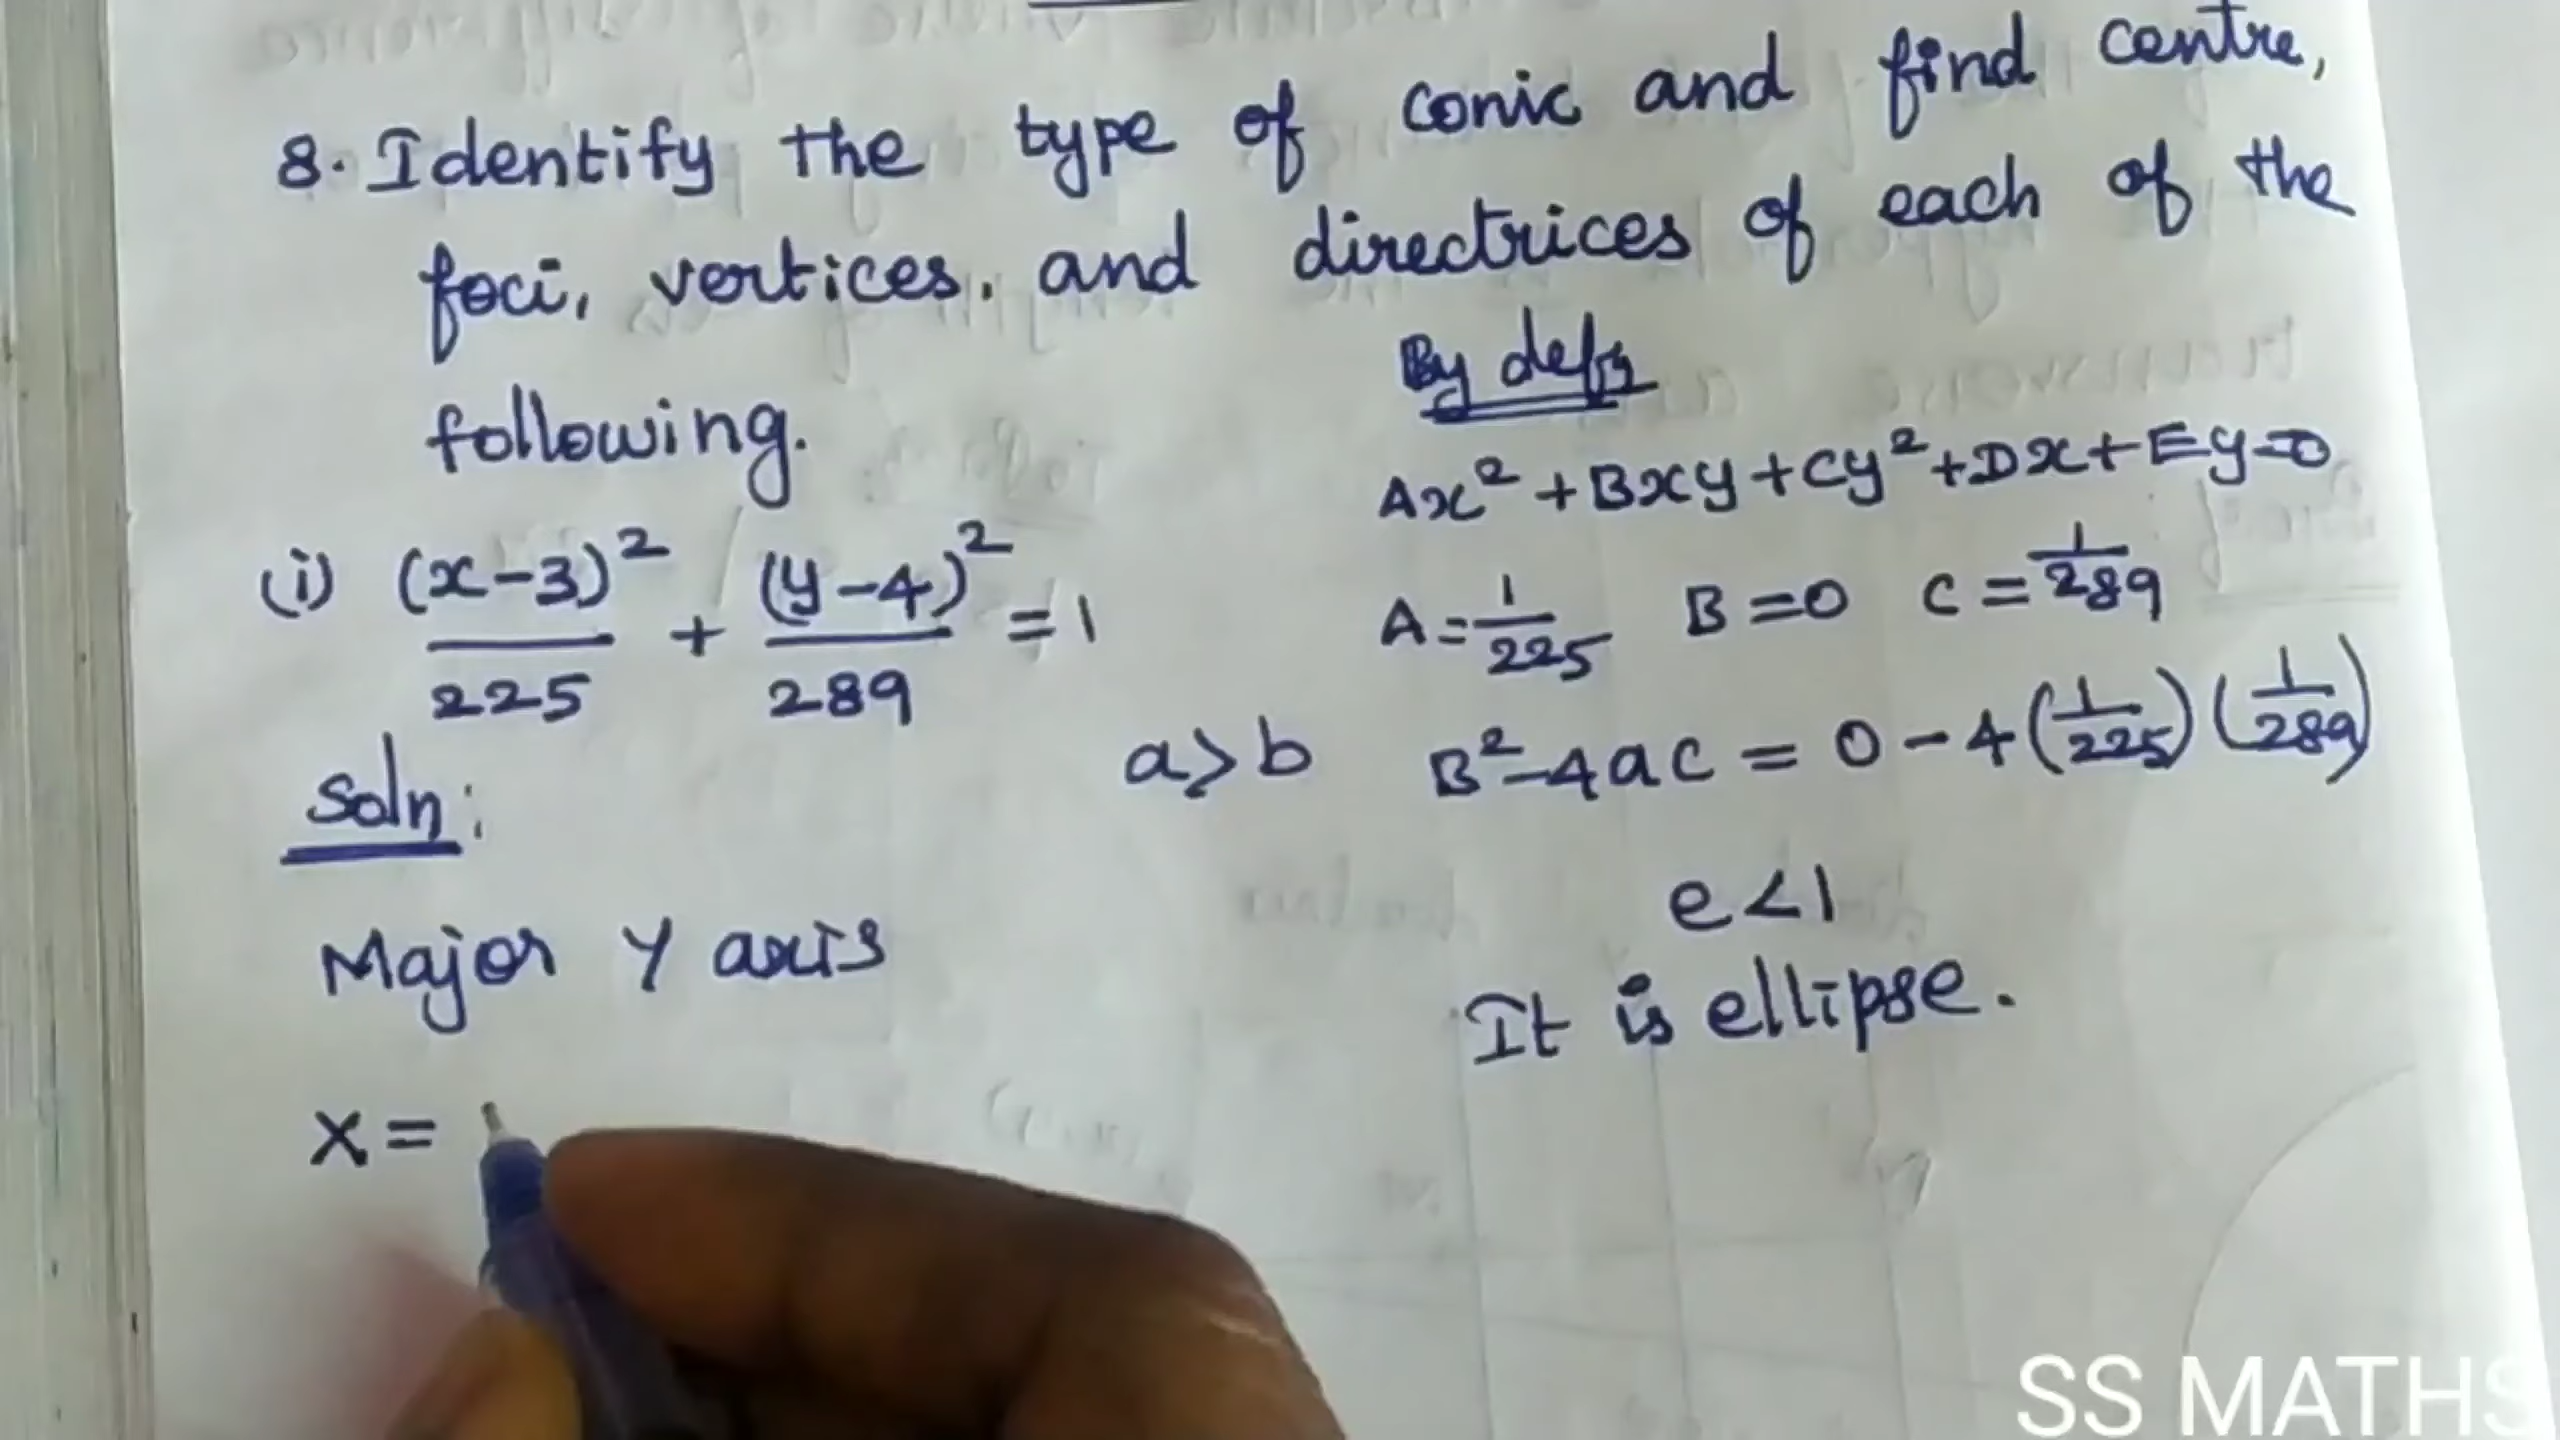 8. Identify the type of conic and find centre,
foci, vertices, and directrices of each of the
following.
By defn
Ax² + Bxy + Cy² + Dx + Ey = 0
(i) (x-3)²/225 + (y-4)²/289 = 1
A = 1/225 B = 0 C = 1/289
Soln:
a > b
B² - 4ac = 0 - 4(1/225)(1/289)
e < 1
Major Y axis
It is ellipse.
X =
SS MATHS